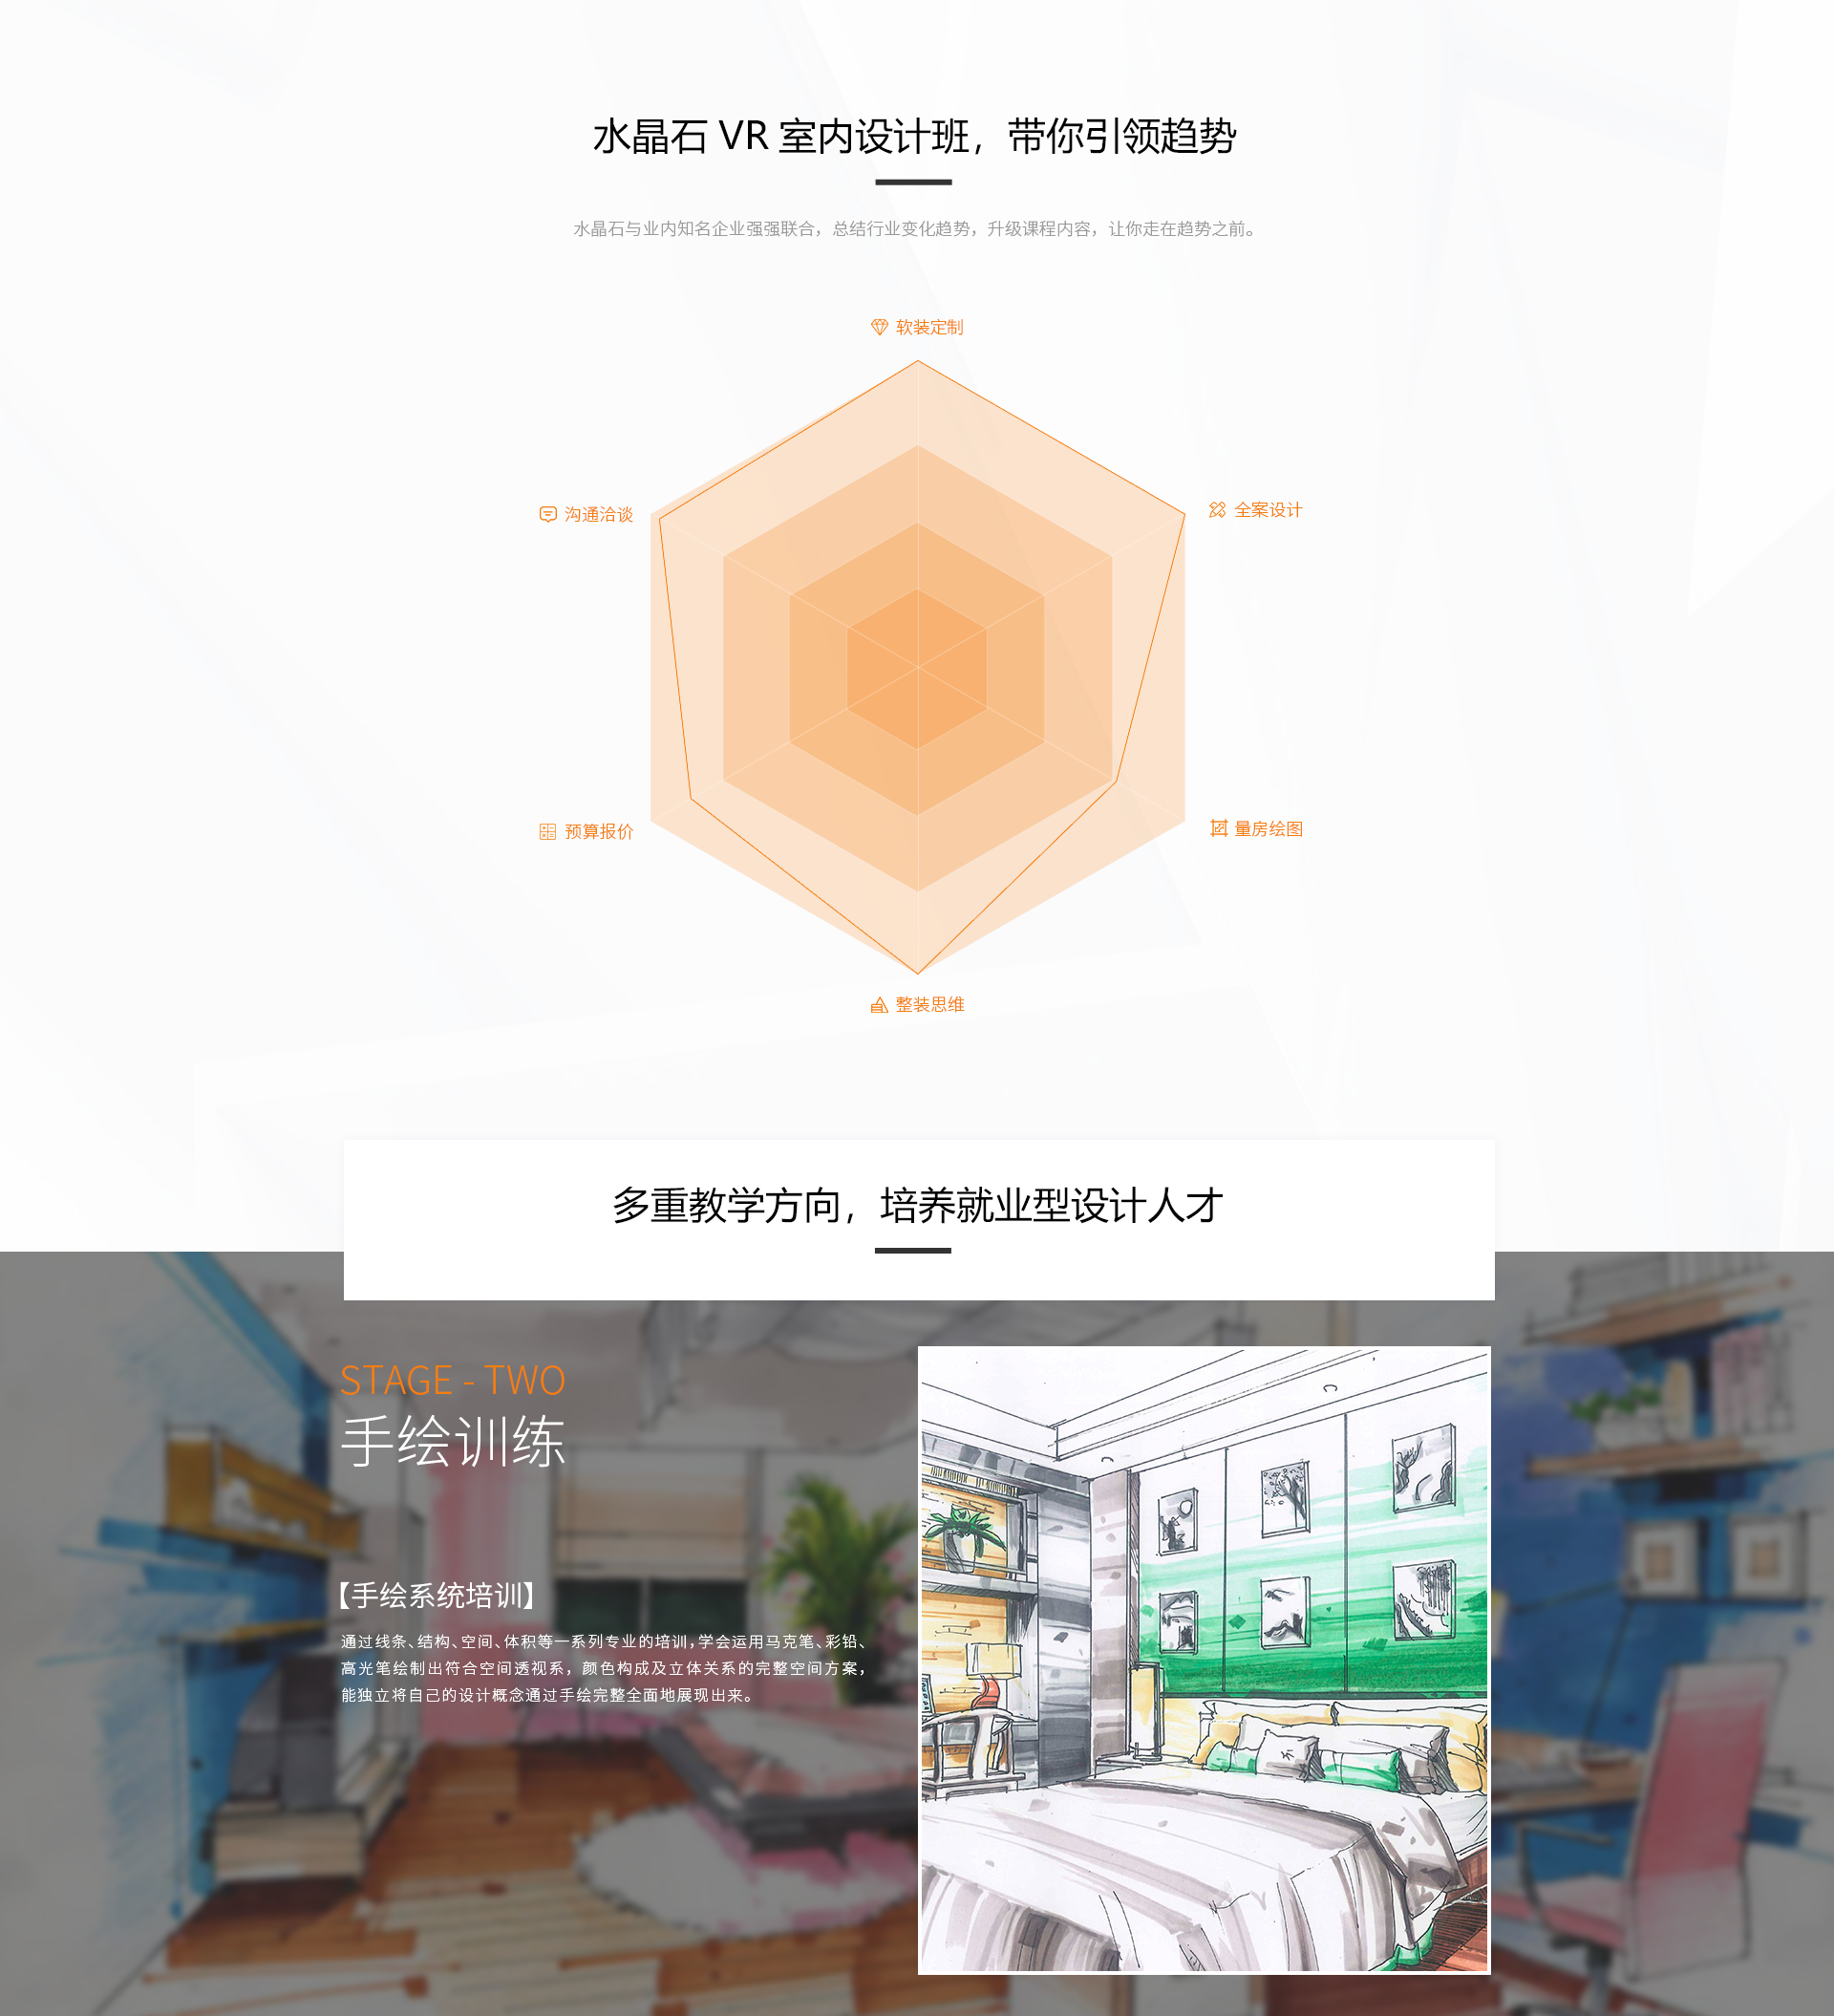 水晶石 VR 室内设计班，带你引领趋势
水晶石与业内知名企业强强联合，总结行业变化趋势，升级课程内容，让你走在趋势之前。
软装定制
沟通洽谈
全案设计
预算报价
量房绘图
整装思维
多重教学方向，培养就业型设计人才
STAGE - TWO
手绘训练
【手绘系统培训】
通过线条、结构、空间、体积等一系列专业的培训，学会运用马克笔、彩铅、
高光笔绘制出符合空间透视系，颜色构成及立体关系的完整空间方案，
能独立将自己的设计概念通过手绘完整全面地展现出来。